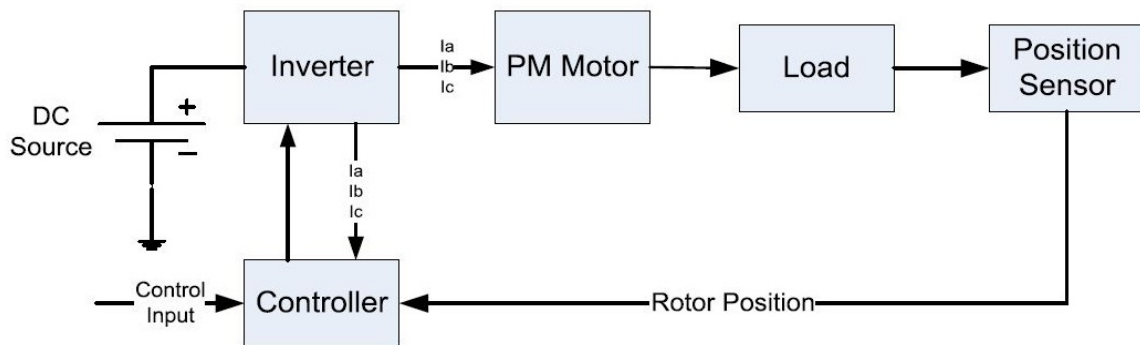 Inverter
Ia
Ib
Ic
PM Motor
Load
Position
Sensor
DC
Source
+
−
Ia
Ib
Ic
Control
Input
Controller
Rotor Position